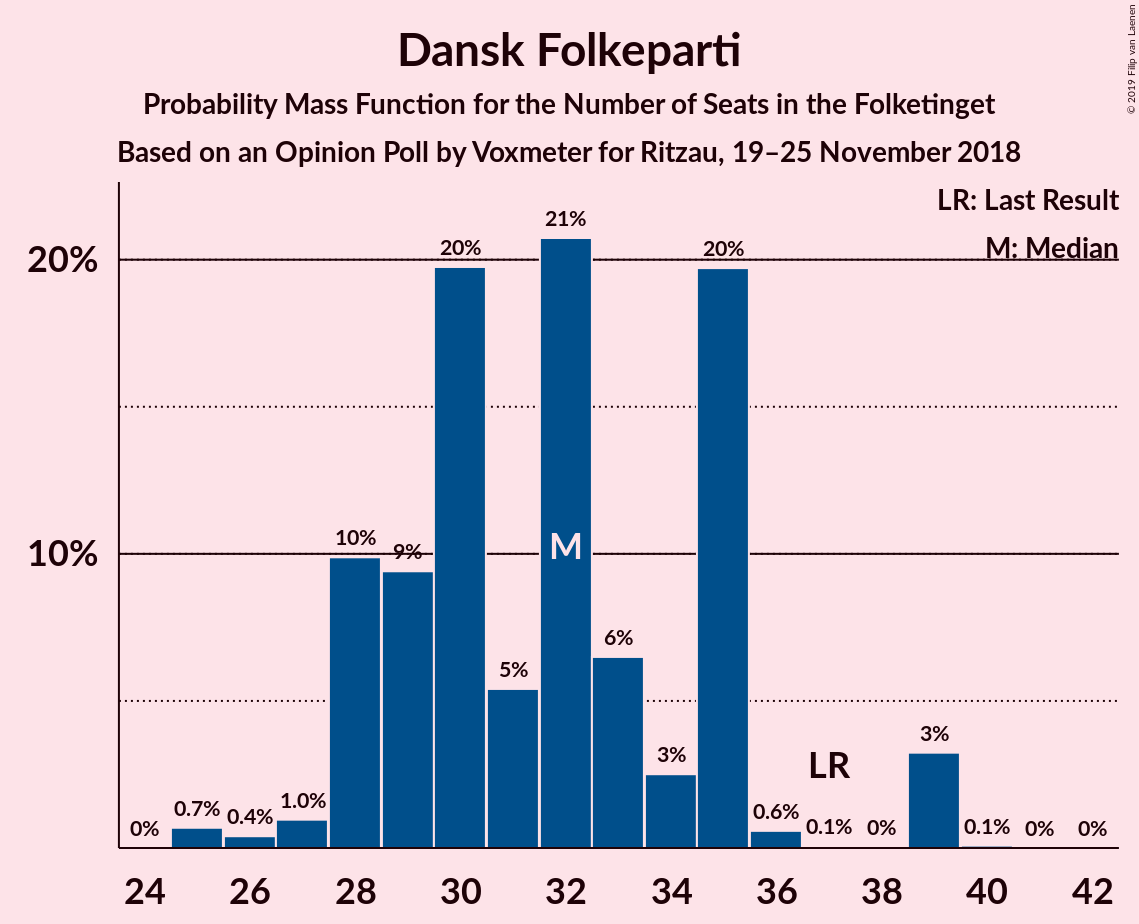 Dansk Folkeparti
Probability Mass Function for the Number of Seats in the Folketinget
Based on an Opinion Poll by Voxmeter for Ritzau, 19–25 November 2018
© 2019 Filip van Laenen
LR: Last Result
M: Median
20%
10%
0%
0.7%
0.4%
1.0%
10%
9%
20%
5%
21%
M
6%
3%
20%
0.6%
LR
0.1%
0%
3%
0.1%
0%
0%
24 26 28 30 32 34 36 38 40 42